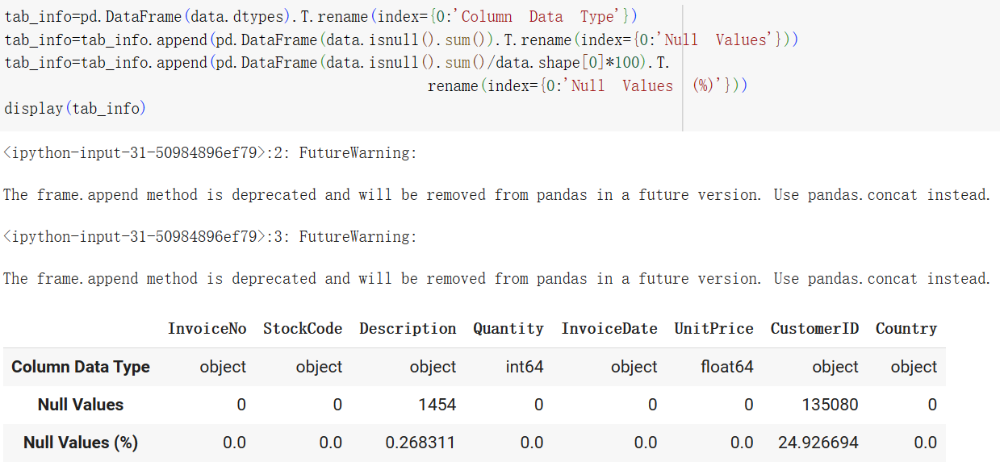 tab_info=pd.DataFrame(data.dtypes).T.rename(index={0:'Column  Data  Type'})
tab_info=tab_info.append(pd.DataFrame(data.isnull().sum()).T.rename(index={0:'Null  Values'}))
tab_info=tab_info.append(pd.DataFrame(data.isnull().sum()/data.shape[0]*100).T.
rename(index={0:'Null  Values  (%)'}))
display(tab_info)
<ipython-input-31-50984896ef79>:2: FutureWarning:
The frame.append method is deprecated and will be removed from pandas in a future version. Use pandas.concat instead.
<ipython-input-31-50984896ef79>:3: FutureWarning:
The frame.append method is deprecated and will be removed from pandas in a future version. Use pandas.concat instead.
InvoiceNo StockCode Description Quantity InvoiceDate UnitPrice CustomerID Country
Column Data Type object object object int64 object float64 object object
Null Values 0 0 1454 0 0 0 135080 0
Null Values (%) 0.0 0.0 0.268311 0.0 0.0 0.0 24.926694 0.0